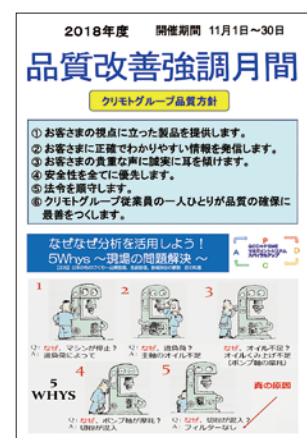 2018年度 開催期間 11月1日～30日
品質改善強調月間
クリモトグループ品質方針
① お客さまの視点に立った製品を提供します。
② お客さまに正確でわかりやすい情報を発信します。
③ お客さまの貴重な声に誠実に耳を傾けます。
④ 安全性を全てに優先します。
⑤ 法令を順守します。
⑥ クリモトグループ従業員の一人ひとりが品質の確保に
最善をつくします。
なぜなぜ分析を活用しよう！
5Whys ～現場の問題解決～
P
A
D
C
1
2
3
Q: なぜ、マシンが停止？
A: 過負荷によって
Q: なぜ、過負荷？
A: 主軸のオイル不足
なぜ、オイル不足？
オイルくみ上げ不足
(ポンプ軸の摩耗)
5
WHYS
4
5
真の原因
Q: なぜ、ポンプ軸が摩耗？
A: 切粉が混入
Q: なぜ、切粉が混入？
A: フィルターなし